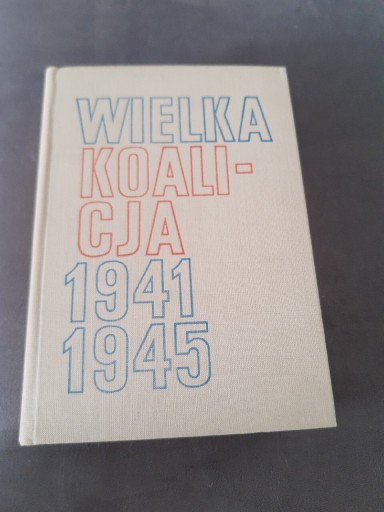 WIELKA
KOALI-
CJA
1941
1945